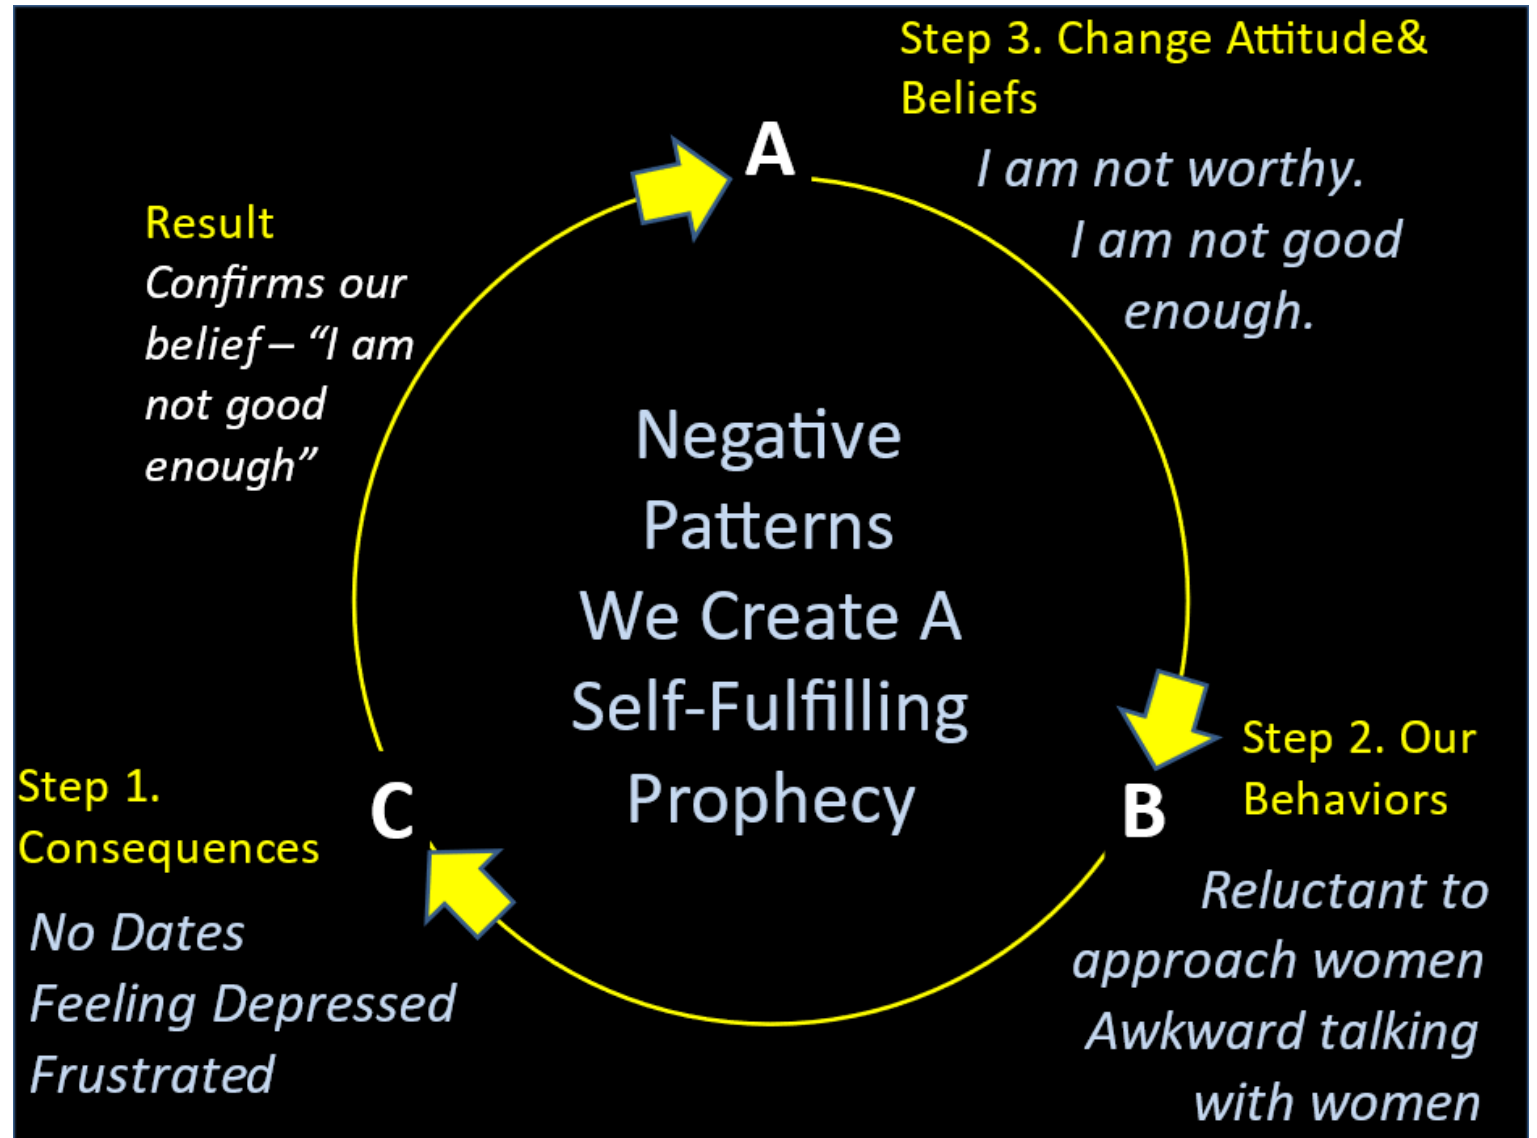 Step 3. Change Attitude&
Beliefs
A
I am not worthy.
I am not good
enough.
Result
Confirms our
belief – “I am
not good
enough”
Negative
Patterns
We Create A
Self-Fulfilling
Prophecy
Step 2. Our
Behaviors
B
Reluctant to
approach women
Awkward talking
with women
Step 1.
Consequences
C
No Dates
Feeling Depressed
Frustrated